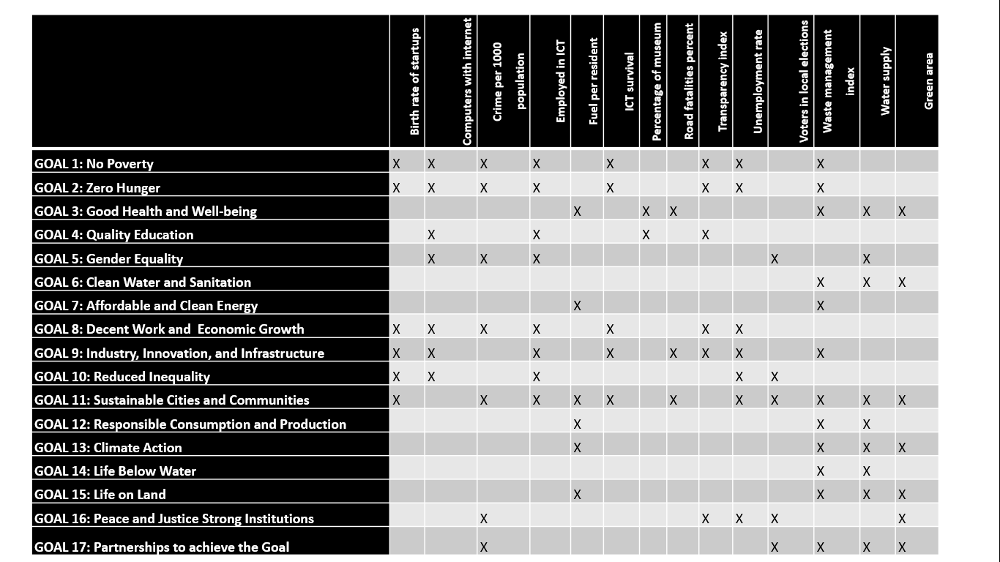 Birth rate of startups
Computers with internet
Crime per 1000
population
Employed in ICT
Fuel per resident
ICT survival
Percentage of museum
Road fatalities percent
Transparency index
Unemployment rate
Voters in local elections
Waste management
index
Water supply
Green area
GOAL 1: No Poverty X X X X X X X X
GOAL 2: Zero Hunger X X X X X X X X
GOAL 3: Good Health and Well-being X X X X X X
GOAL 4: Quality Education X X X X
GOAL 5: Gender Equality X X X X X
GOAL 6: Clean Water and Sanitation X X X
GOAL 7: Affordable and Clean Energy X X
GOAL 8: Decent Work and  Economic Growth X X X X X X X
GOAL 9: Industry, Innovation, and Infrastructure X X X X X X X X
GOAL 10: Reduced Inequality X X X X X
GOAL 11: Sustainable Cities and Communities X X X X X X X X X X X
GOAL 12: Responsible Consumption and Production X X X
GOAL 13: Climate Action X X X X
GOAL 14: Life Below Water X X
GOAL 15: Life on Land X X X X
GOAL 16: Peace and Justice Strong Institutions X X X X X
GOAL 17: Partnerships to achieve the Goal X X X X X